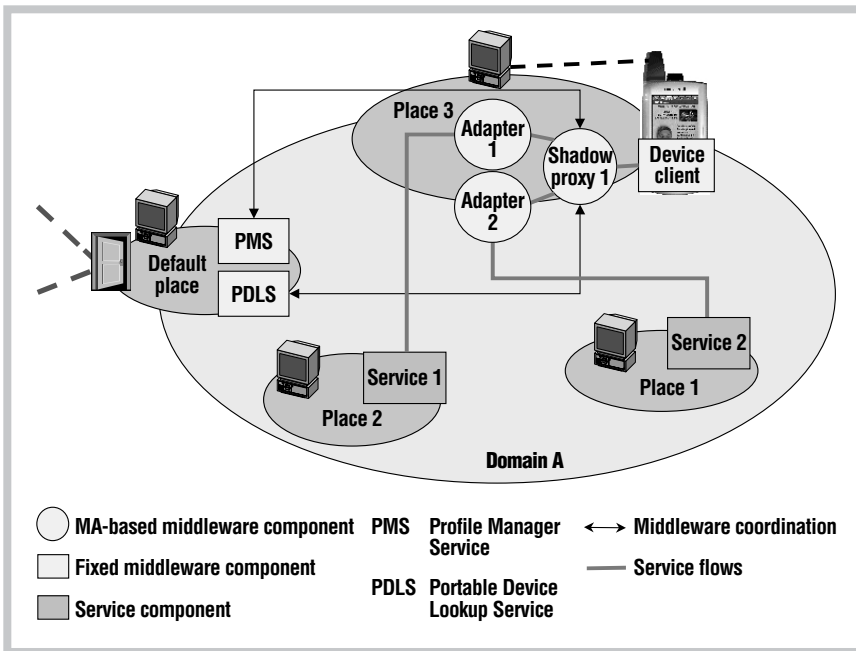 Place 3
Adapter
1
Shadow
proxy 1
Device
client
Adapter
2
PMS
Default
place
PDLS
Service 1
Place 2
Service 2
Place 1
Domain A
MA-based middleware component
Fixed middleware component
Service component
PMS Profile Manager
Service
PDLS Portable Device
Lookup Service
Middleware coordination
Service flows